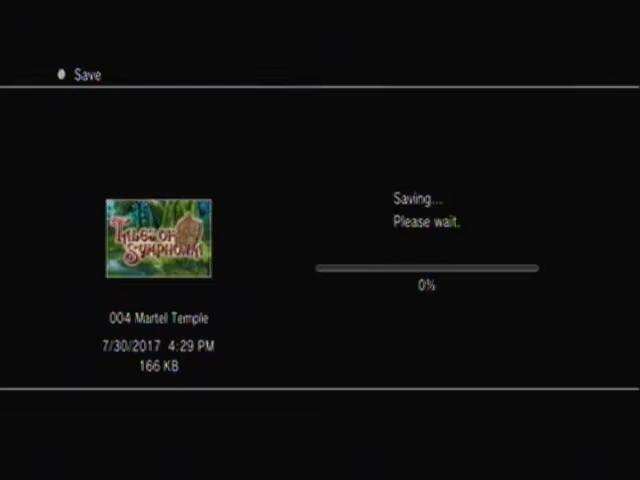 Save
Saving...
Please wait.
TALES OF
SYMPHONIA
0%
004 Martel Temple
7/30/2017 4:29 PM
166 KB